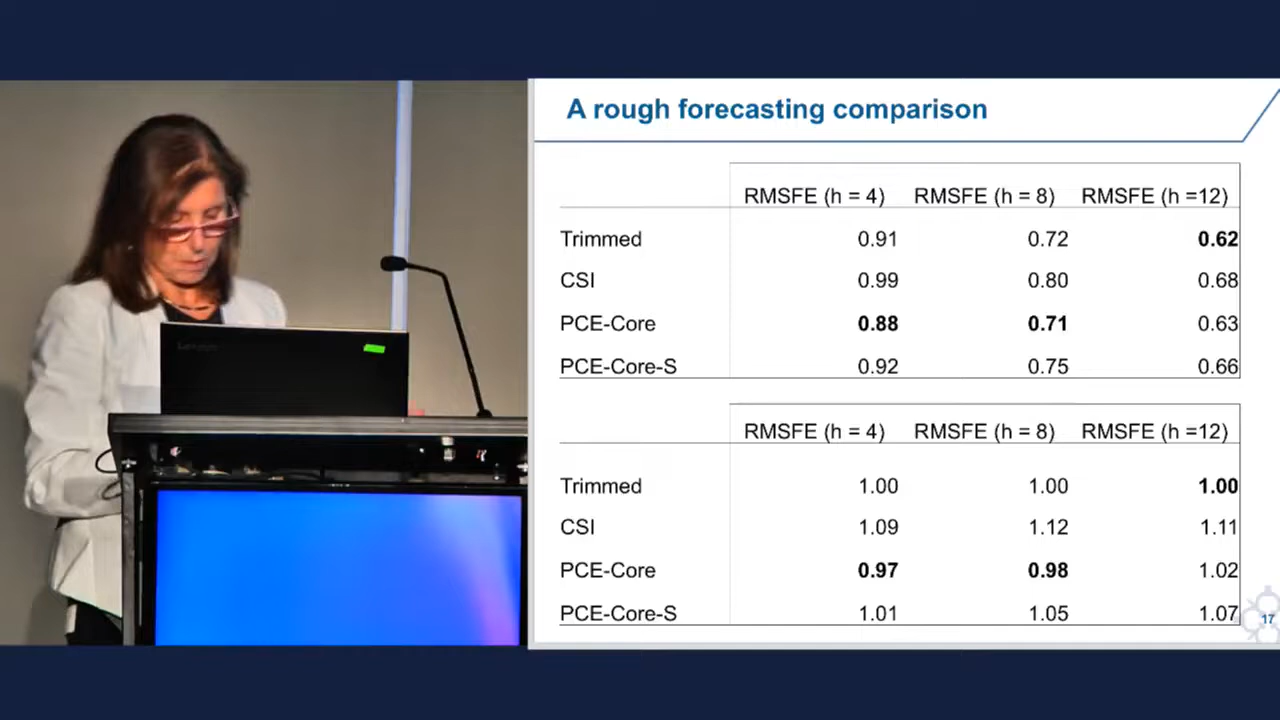 A rough forecasting comparison
RMSFE (h = 4) RMSFE (h = 8) RMSFE (h =12)
Trimmed 0.91 0.72 0.62
CSI 0.99 0.80 0.68
PCE-Core 0.88 0.71 0.63
PCE-Core-S 0.92 0.75 0.66
RMSFE (h = 4) RMSFE (h = 8) RMSFE (h =12)
Trimmed 1.00 1.00 1.00
CSI 1.09 1.12 1.11
PCE-Core 0.97 0.98 1.02
PCE-Core-S 1.01 1.05 1.07
17